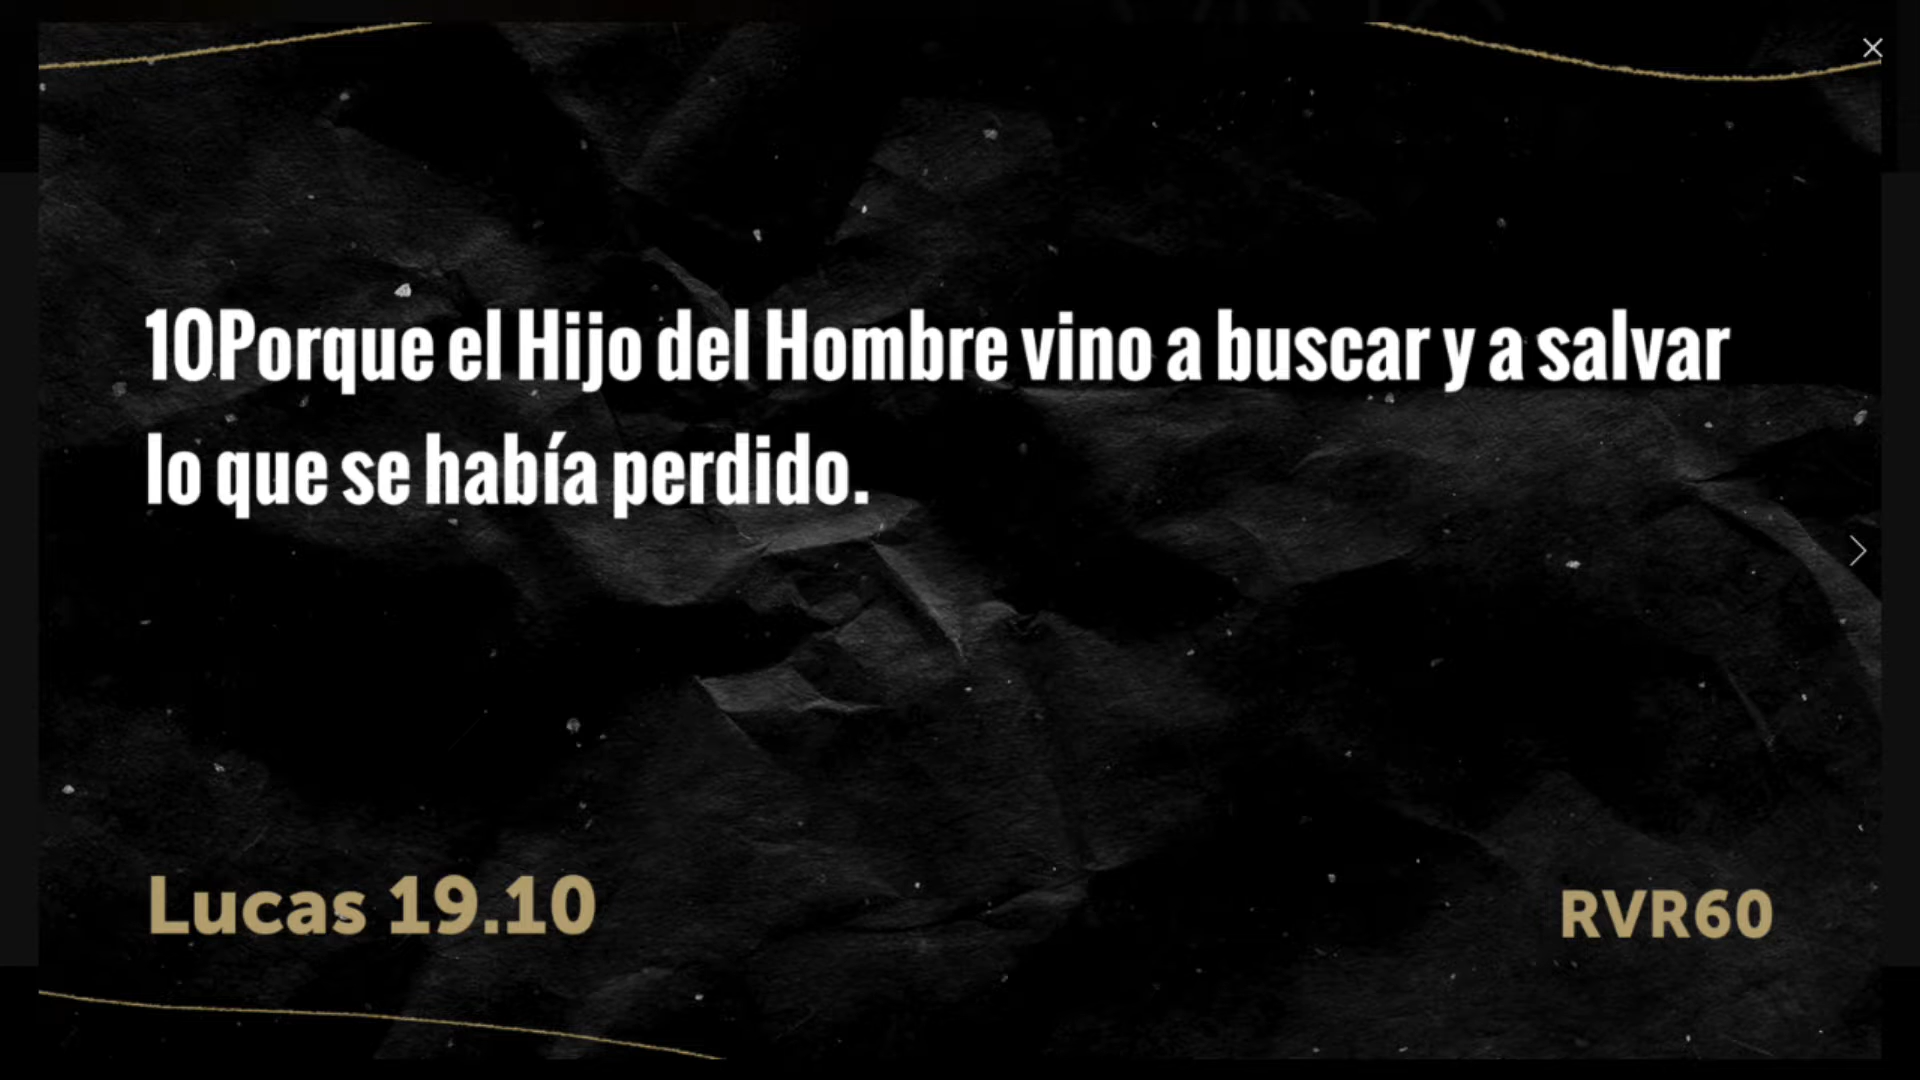 10Porque el Hijo del Hombre vino a buscar y a salvar
lo que se había perdido.
Lucas 19.10
RVR60